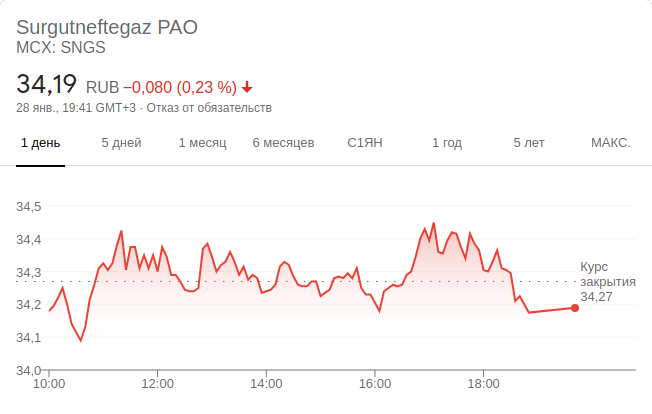 Surgutneftegaz PAO
MCX: SNGS
34,19 RUB −0,080 (0,23 %)
28 янв., 19:41 GMT+3 · Отказ от обязательств
1 день 5 дней 1 месяц 6 месяцев С1ЯН 1 год 5 лет МАКС.
34,5
34,4
34,3
34,2
34,1
34,0
Курс
закрытия
34,27
10:00 12:00 14:00 16:00 18:00